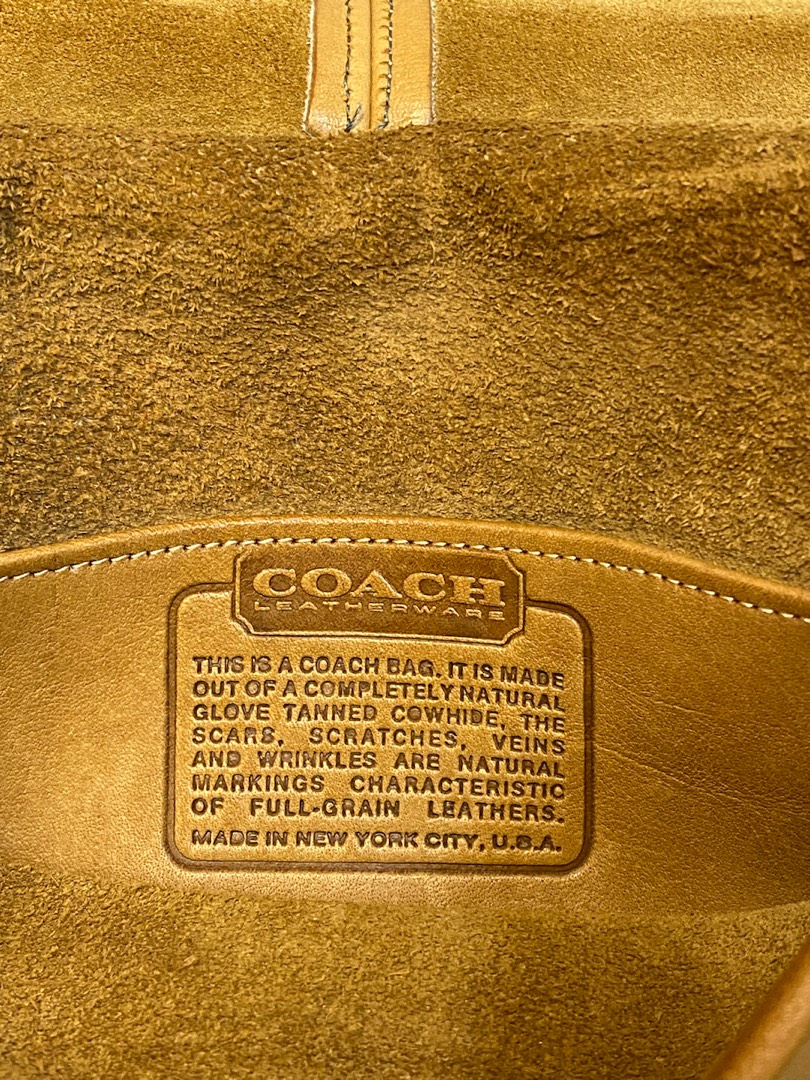 COACH
LEATHERWARE
THIS IS A COACH BAG. IT IS MADE
OUT OF A COMPLETELY NATURAL
GLOVE TANNED COWHIDE, THE
SCARS, SCRATCHES, VEINS
AND WRINKLES ARE NATURAL
MARKINGS CHARACTERISTIC
OF FULL-GRAIN LEATHERS.
MADE IN NEW YORK CITY, U.S.A.